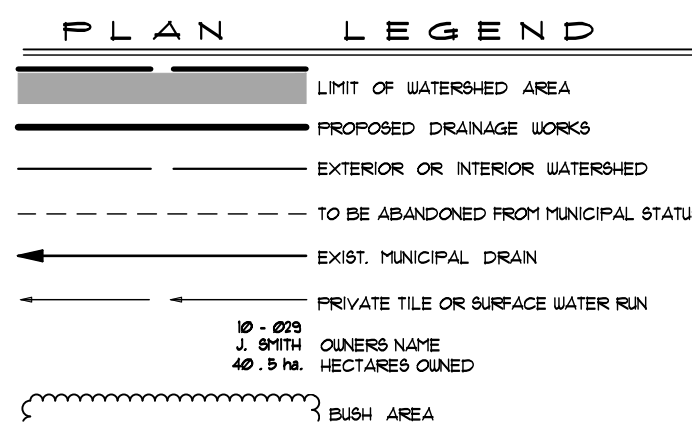 PLAN LEGEND
LIMIT OF WATERSHED AREA
PROPOSED DRAINAGE WORKS
EXTERIOR OR INTERIOR WATERSHED
TO BE ABANDONED FROM MUNICIPAL STATU
EXIST. MUNICIPAL DRAIN
PRIVATE TILE OR SURFACE WATER RUN
10 - 029
J. SMITH OWNERS NAME
40 . 5 ha. HECTARES OWNED
BUSH AREA